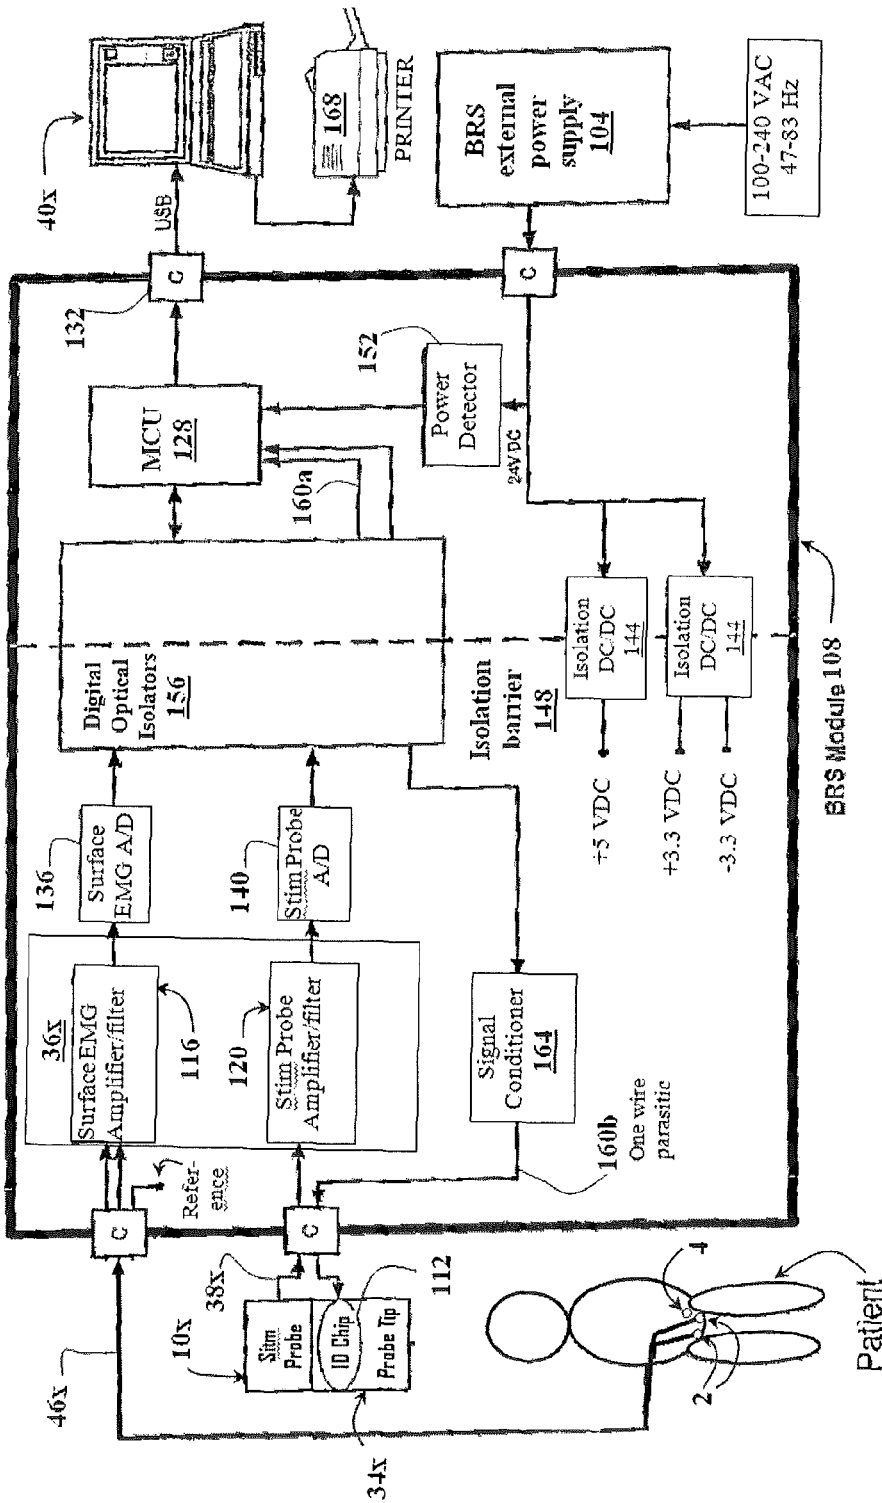 40x
USB
168
PRINTER
BRS
external
power
supply
104
100-240 VAC
47-83 Hz
132
C
C
MCU
128
152
Power
Detector
160a
24VDC
Digital
Optical
Isolators
156
Isolation
barrier
148
Isolation
DC/DC
144
Isolation
DC/DC
144
+5 VDC
+3.3 VDC
-3.3 VDC
BRS Module 108
136
Surface
EMG A/D
140
Stim Probe
A/D
36x
Surface EMG
Amplifier/filter
116
120
Stim Probe
Amplifier/filter
Signal
Conditioner
164
160b
One wire
parasitic
Refer-
ence
C
C
46x
38x
10x
Sitm
Probe
ID Chip
Probe Tip
112
34x
4
2
Patient